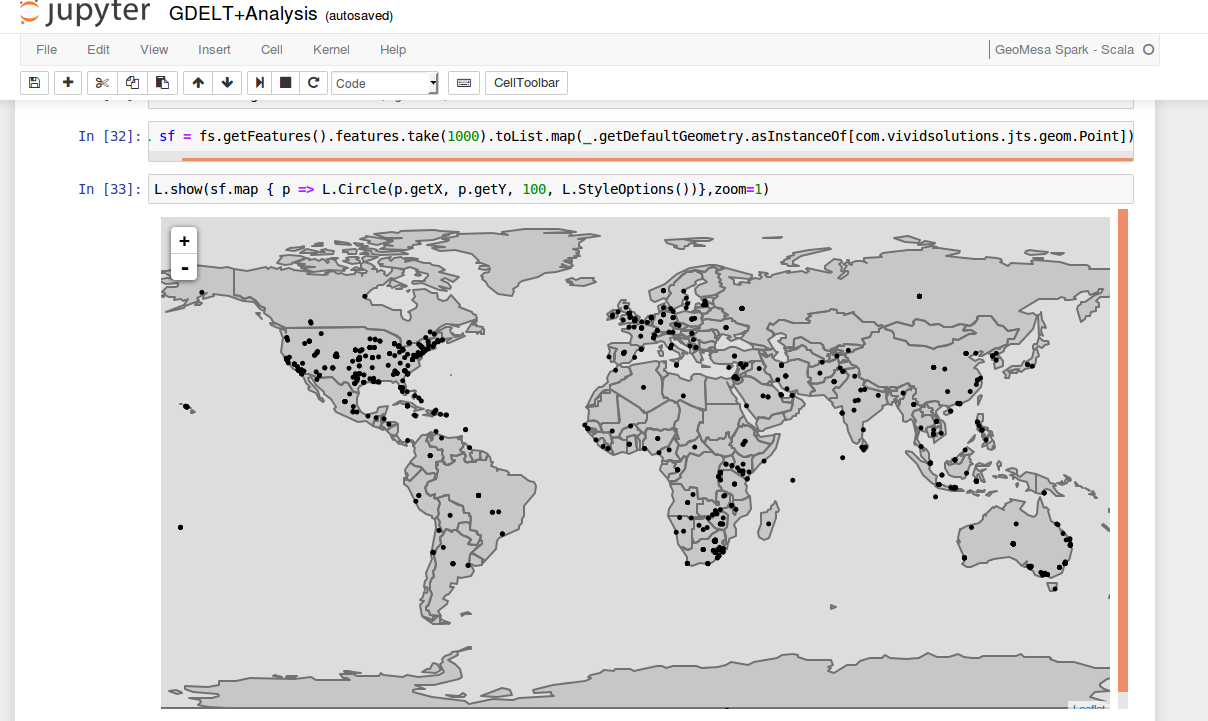 jupyter GDELT+Analysis (autosaved)
File Edit View Insert Cell Kernel Help GeoMesa Spark - Scala
Code CellToolbar
In [32]: sf = fs.getFeatures().features.take(1000).toList.map(_.getDefaultGeometry.asInstanceOf[com.vividsolutions.jts.geom.Point])
In [33]: L.show(sf.map { p => L.Circle(p.getX, p.getY, 100, L.StyleOptions())},zoom=1)
+
-
Leaflet